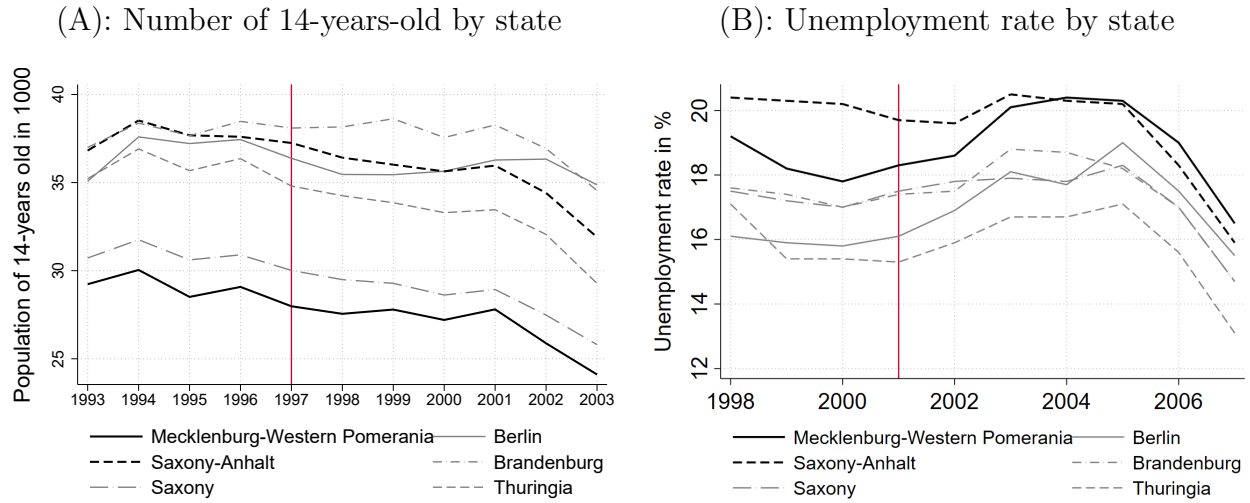 (A): Number of 14-years-old by state
Population of 14-years old in 1000
40
35
30
25
1993 1994 1995 1996 1997 1998 1999 2000 2001 2002 2003
Mecklenburg-Western Pomerania Berlin
Saxony-Anhalt Brandenburg
Saxony Thuringia
(B): Unemployment rate by state
Unemployment rate in %
20
18
16
14
12
1998 2000 2002 2004 2006
Mecklenburg-Western Pomerania Berlin
Saxony-Anhalt Brandenburg
Saxony Thuringia